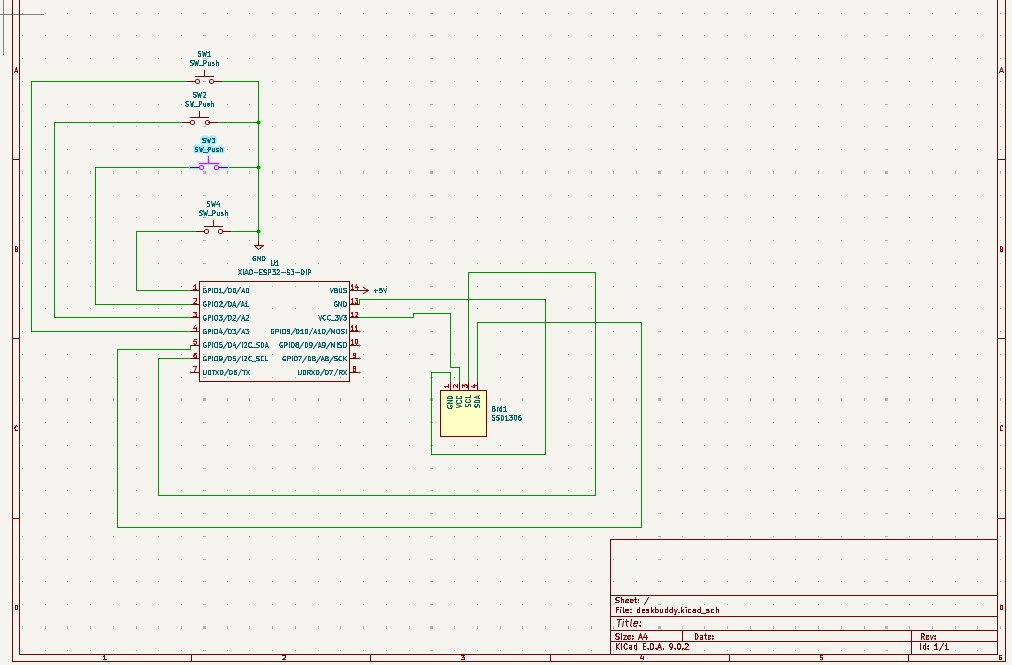 SW1
SW_Push
SW2
SW_Push
SW3
SW_Push
SW4
SW_Push
GND
U1
XIAO-ESP32-S3-DIP
1 GPIO1/D0/A0 VBUS 14 +5V
2 GPIO2/DA/A1 GND 13
3 GPIO3/D2/A2 VCC_3V3 12
4 GPIO4/D3/A3 GPIO9/D10/A10/MOSI 11
5 GPIO5/D4/I2C_SDA GPIO8/D9/A9/MISO 10
6 GPIO6/D5/I2C_SCL GPIO7/D8/A8/SCK 9
7 U0TX0/D6/TX U0RX0/D7/RX 8
1 2 3 4
GND VCC SCL SDA
Brd1
SSD1306
A
A
B
B
C
C
D
D
Sheet: /
File: deskbuddy.kicad_sch
Title:
Size: A4 Date: Rev:
KiCad E.D.A. 9.0.2 Id: 1/1
1 2 3 4 5 6